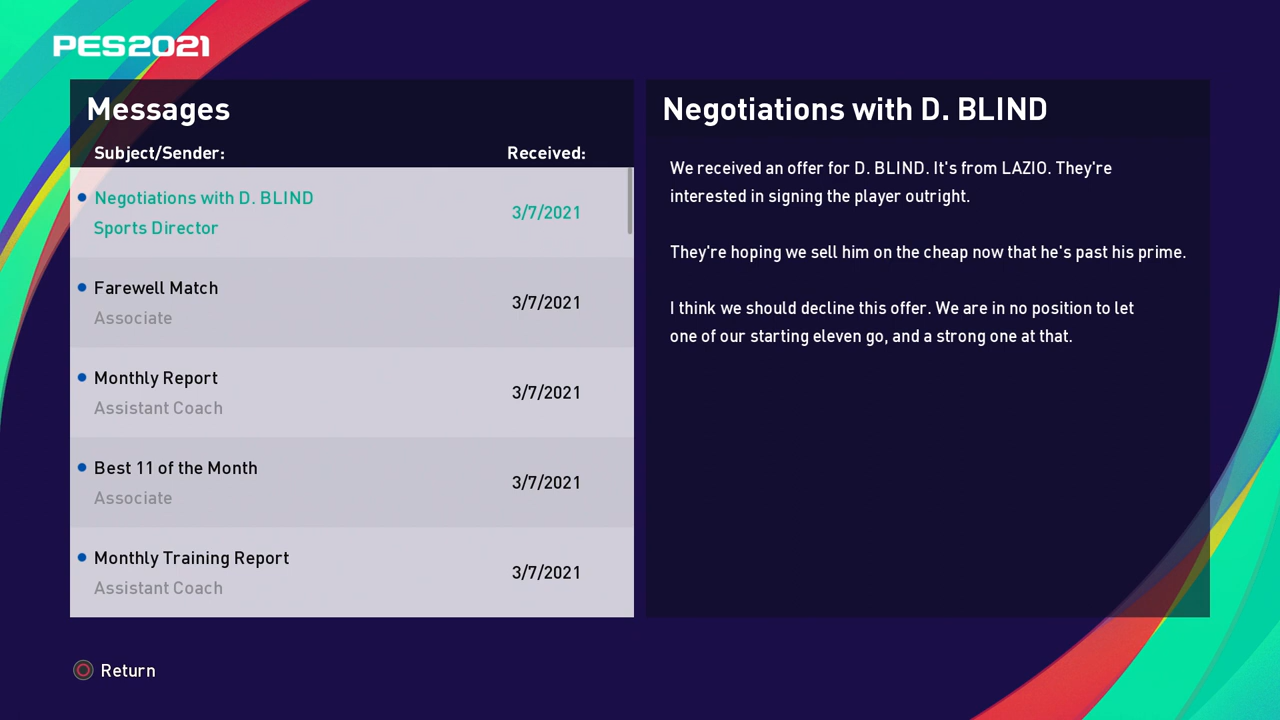 PES2021
Messages
Subject/Sender:
Received:
Negotiations with D. BLIND
Sports Director
3/7/2021
Farewell Match
Associate
3/7/2021
Monthly Report
Assistant Coach
3/7/2021
Best 11 of the Month
Associate
3/7/2021
Monthly Training Report
Assistant Coach
3/7/2021
Negotiations with D. BLIND
We received an offer for D. BLIND. It's from LAZIO. They're
interested in signing the player outright.
They're hoping we sell him on the cheap now that he's past his prime.
I think we should decline this offer. We are in no position to let
one of our starting eleven go, and a strong one at that.
Return